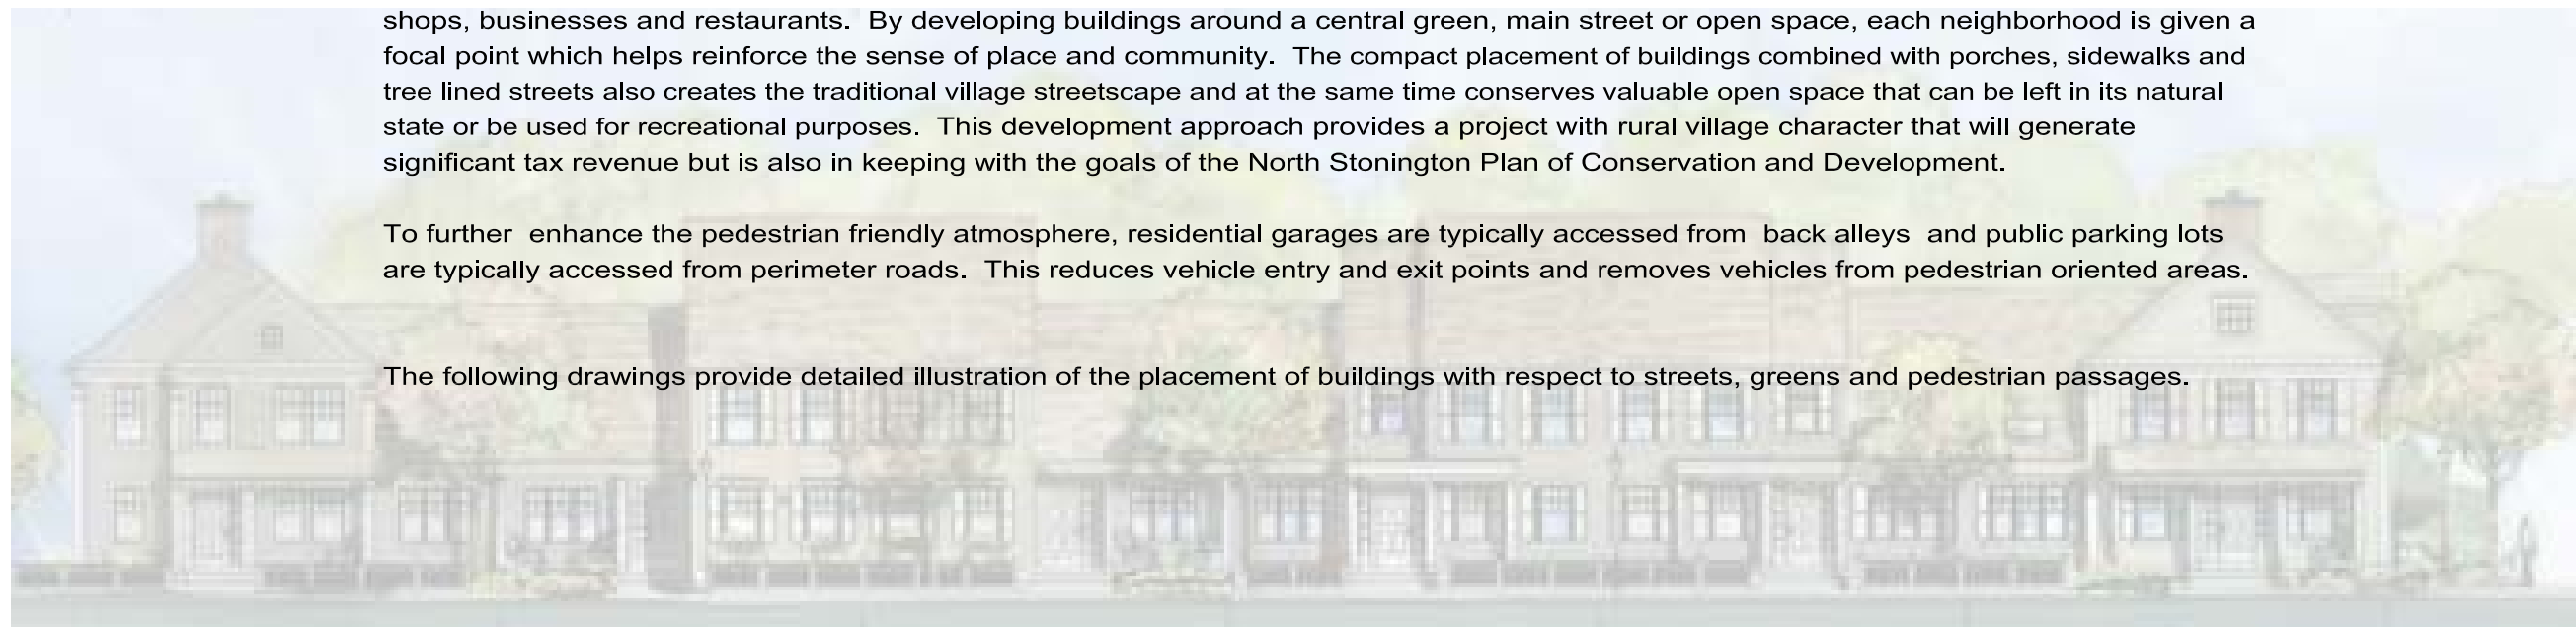 shops, businesses and restaurants.  By developing buildings around a central green, main street or open space, each neighborhood is given a
focal point which helps reinforce the sense of place and community.  The compact placement of buildings combined with porches, sidewalks and
tree lined streets also creates the traditional village streetscape and at the same time conserves valuable open space that can be left in its natural
state or be used for recreational purposes.  This development approach provides a project with rural village character that will generate
significant tax revenue but is also in keeping with the goals of the North Stonington Plan of Conservation and Development.
To further  enhance the pedestrian friendly atmosphere, residential garages are typically accessed from  back alleys  and public parking lots
are typically accessed from perimeter roads.  This reduces vehicle entry and exit points and removes vehicles from pedestrian oriented areas.
The following drawings provide detailed illustration of the placement of buildings with respect to streets, greens and pedestrian passages.